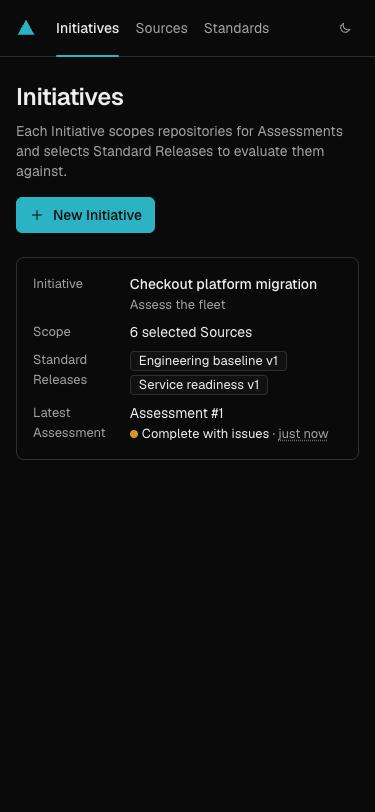 Initiatives Sources Standards
Initiatives
Each Initiative scopes repositories for Assessments
and selects Standard Releases to evaluate them
against.
New Initiative
Initiative
Checkout platform migration
Assess the fleet
Scope
6 selected Sources
Standard
Releases
Engineering baseline v1
Service readiness v1
Latest
Assessment
Assessment #1
Complete with issues · just now